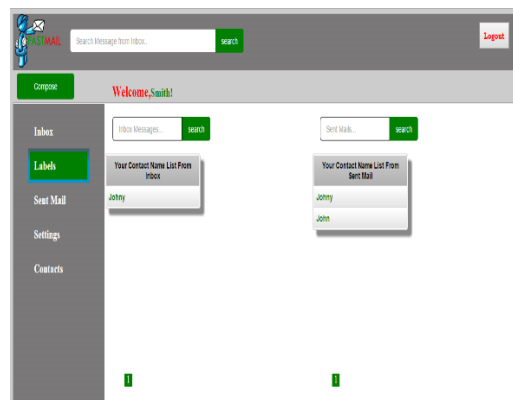 FASTMAIL
Search Message from Inbox..
search
Logout
Compose
Welcome,Smith!
Inbox
Labels
Sent Mail
Settings
Contacts
Inbox Messages..
search
Your Contact Name List From
Inbox
Johny
Sent Mails..
search
Your Contact Name List From
Sent Mail
Johny
John
1
1